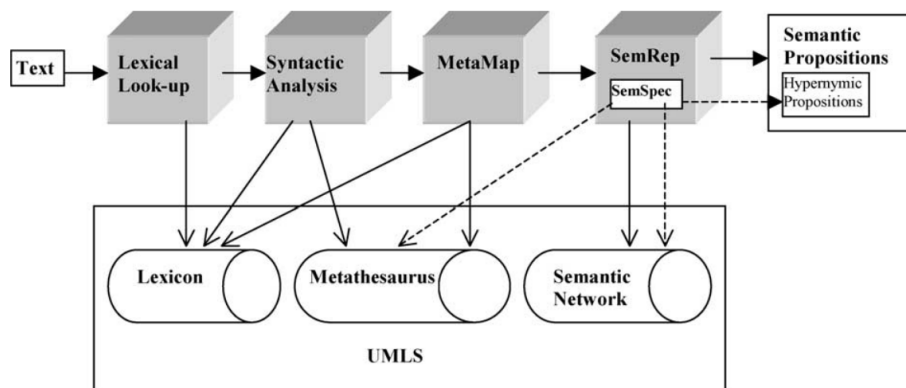 Text
Lexical
Look-up
Syntactic
Analysis
MetaMap
SemRep
SemSpec
Semantic
Propositions
Hypernymic
Propositions
Lexicon
Metathesaurus
Semantic
Network
UMLS